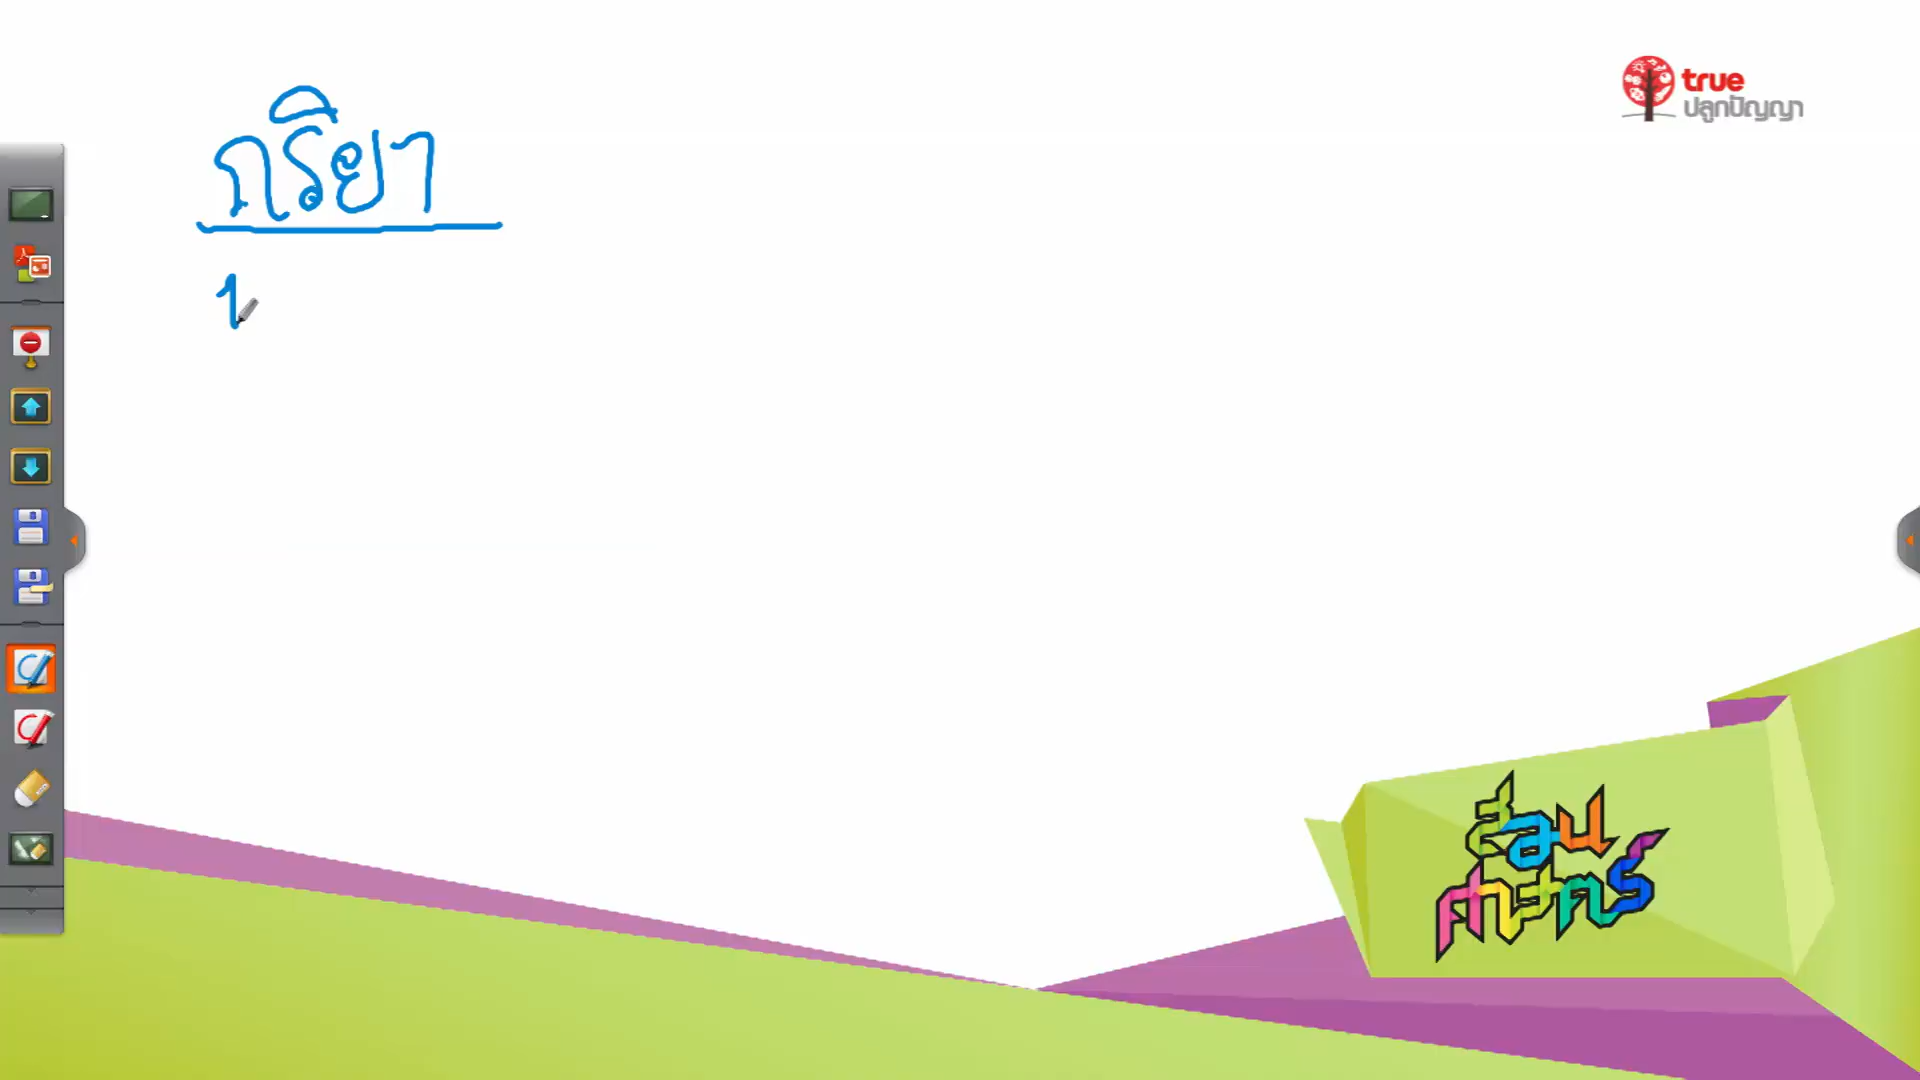 true
ปลูกปัญญา
กริยา
1
สอน
ศาสตร์